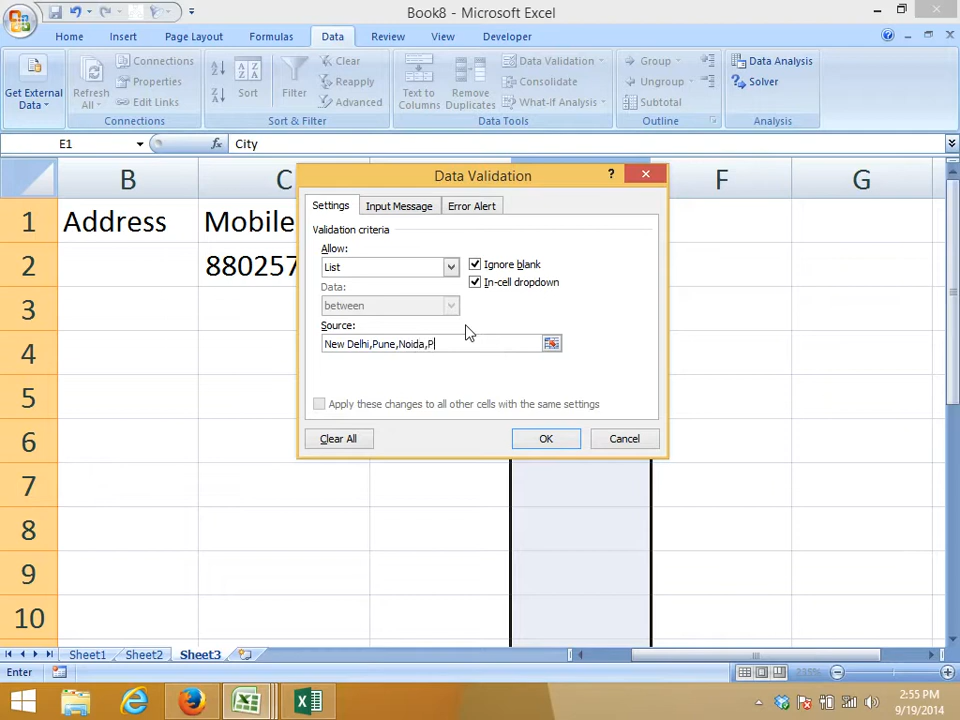 Book8 - Microsoft Excel
Home Insert Page Layout Formulas Data Review View Developer
Get External Data
Refresh All
Connections
Properties
Edit Links
Connections
Sort
Filter
Clear
Reapply
Advanced
Sort & Filter
Text to Columns
Remove Duplicates
Data Validation
Consolidate
What-If Analysis
Data Tools
Group
Ungroup
Subtotal
Outline
Data Analysis
Solver
Analysis
E1 fx City
B C F G
1 Address Mobile
2 880257
3
4
5
6
7
8
9
10
Data Validation ?
Settings Input Message Error Alert
Validation criteria
Allow:
List
Ignore blank
In-cell dropdown
Data:
between
Source:
New Delhi,Pune,Noida,P
Apply these changes to all other cells with the same settings
Clear All OK Cancel
Sheet1 Sheet2 Sheet3
Enter 235%
2:55 PM
9/19/2014